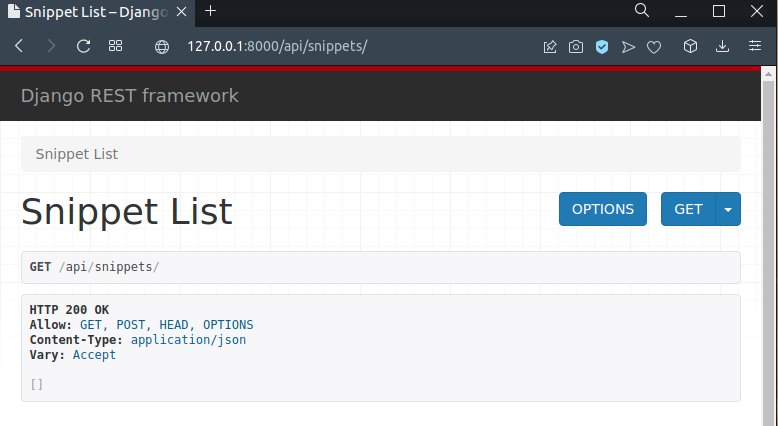 Snippet List – Django
127.0.0.1:8000/api/snippets/
Django REST framework
Snippet List
Snippet List
OPTIONS
GET
GET /api/snippets/
HTTP 200 OK
Allow: GET, POST, HEAD, OPTIONS
Content-Type: application/json
Vary: Accept
[]